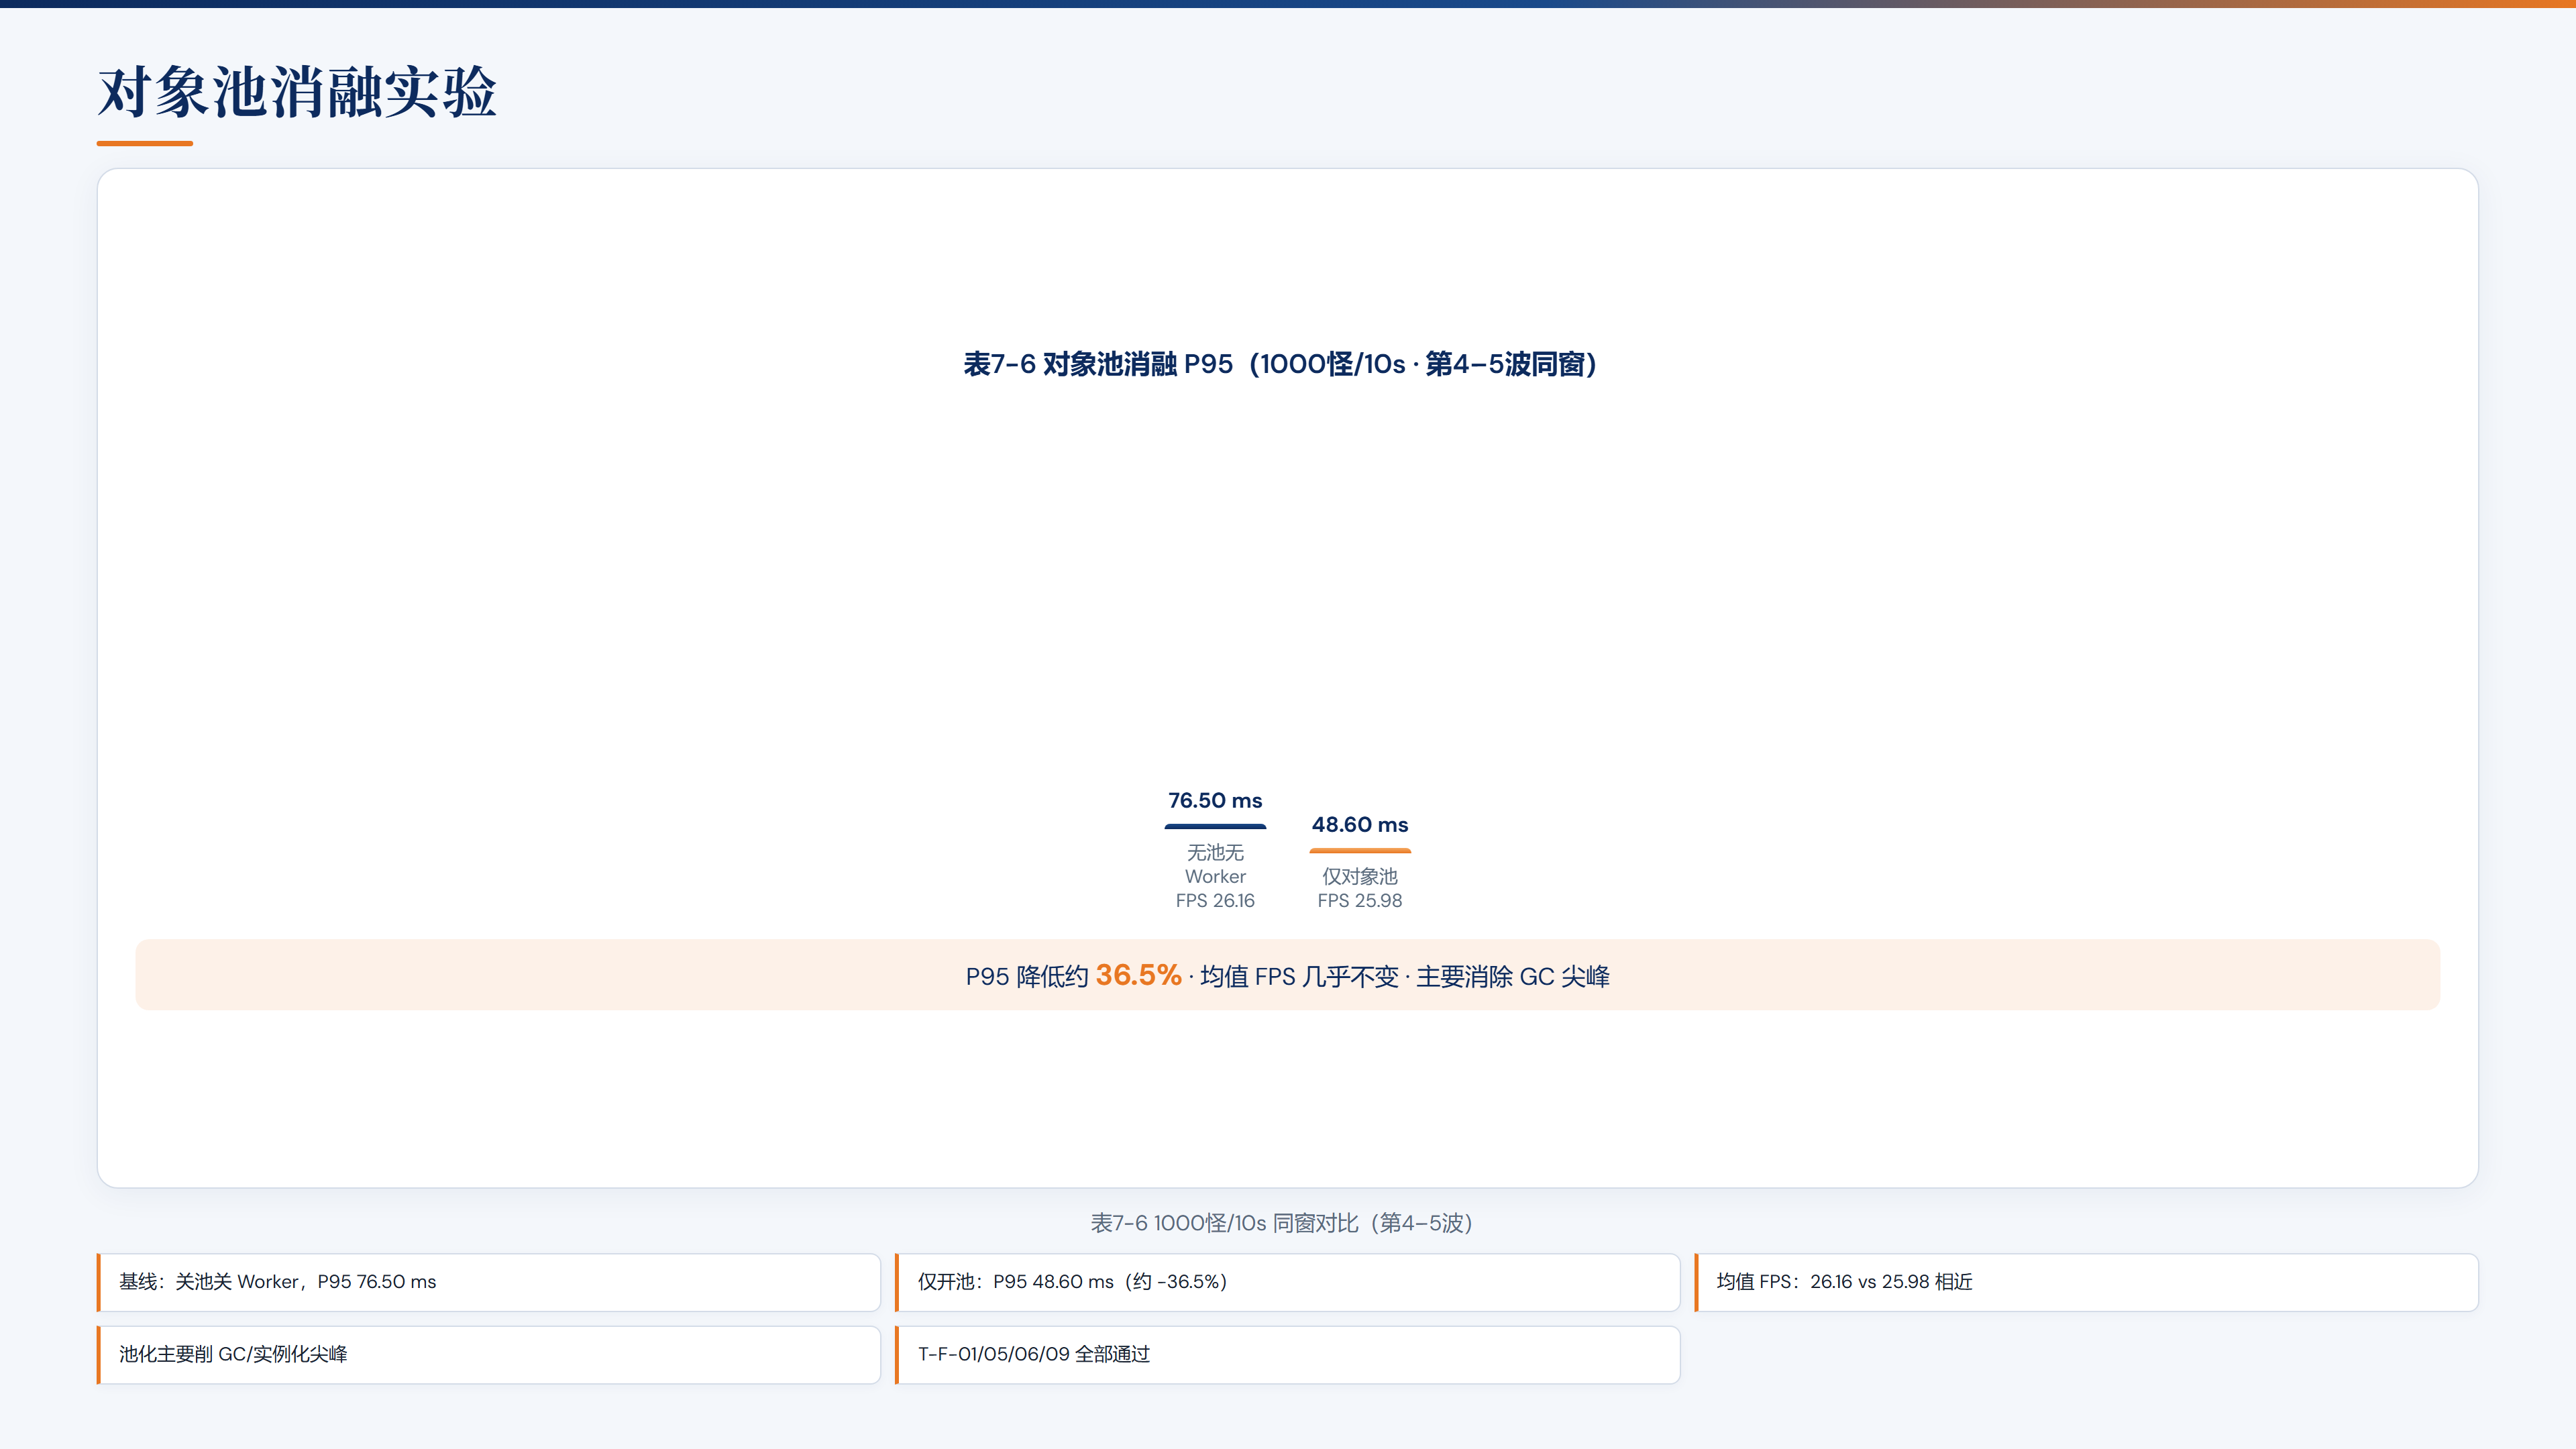 对象池消融实验
表7-6 对象池消融 P95（1000怪/10s · 第4–5波同窗）
76.50 ms
无池无
Worker
FPS 26.16
48.60 ms
仅对象池
FPS 25.98
P95 降低约 36.5% · 均值 FPS 几乎不变 · 主要消除 GC 尖峰
表7-6 1000怪/10s 同窗对比（第4–5波）
基线：关池关 Worker，P95 76.50 ms
仅开池：P95 48.60 ms（约 -36.5%）
均值 FPS：26.16 vs 25.98 相近
池化主要削 GC/实例化尖峰
T-F-01/05/06/09 全部通过